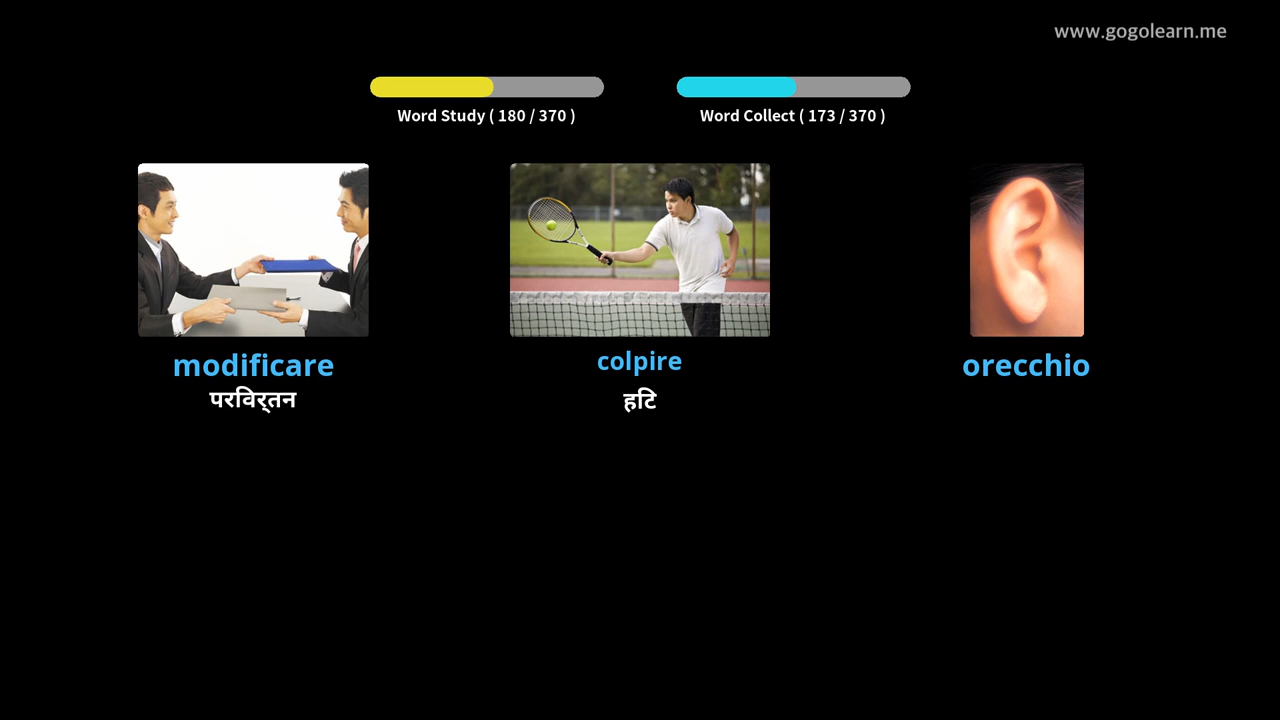 www.gogolearn.me
Word Study ( 180 / 370 )
Word Collect ( 173 / 370 )
modificare
परविर्तन
colpire
हटि
orecchio